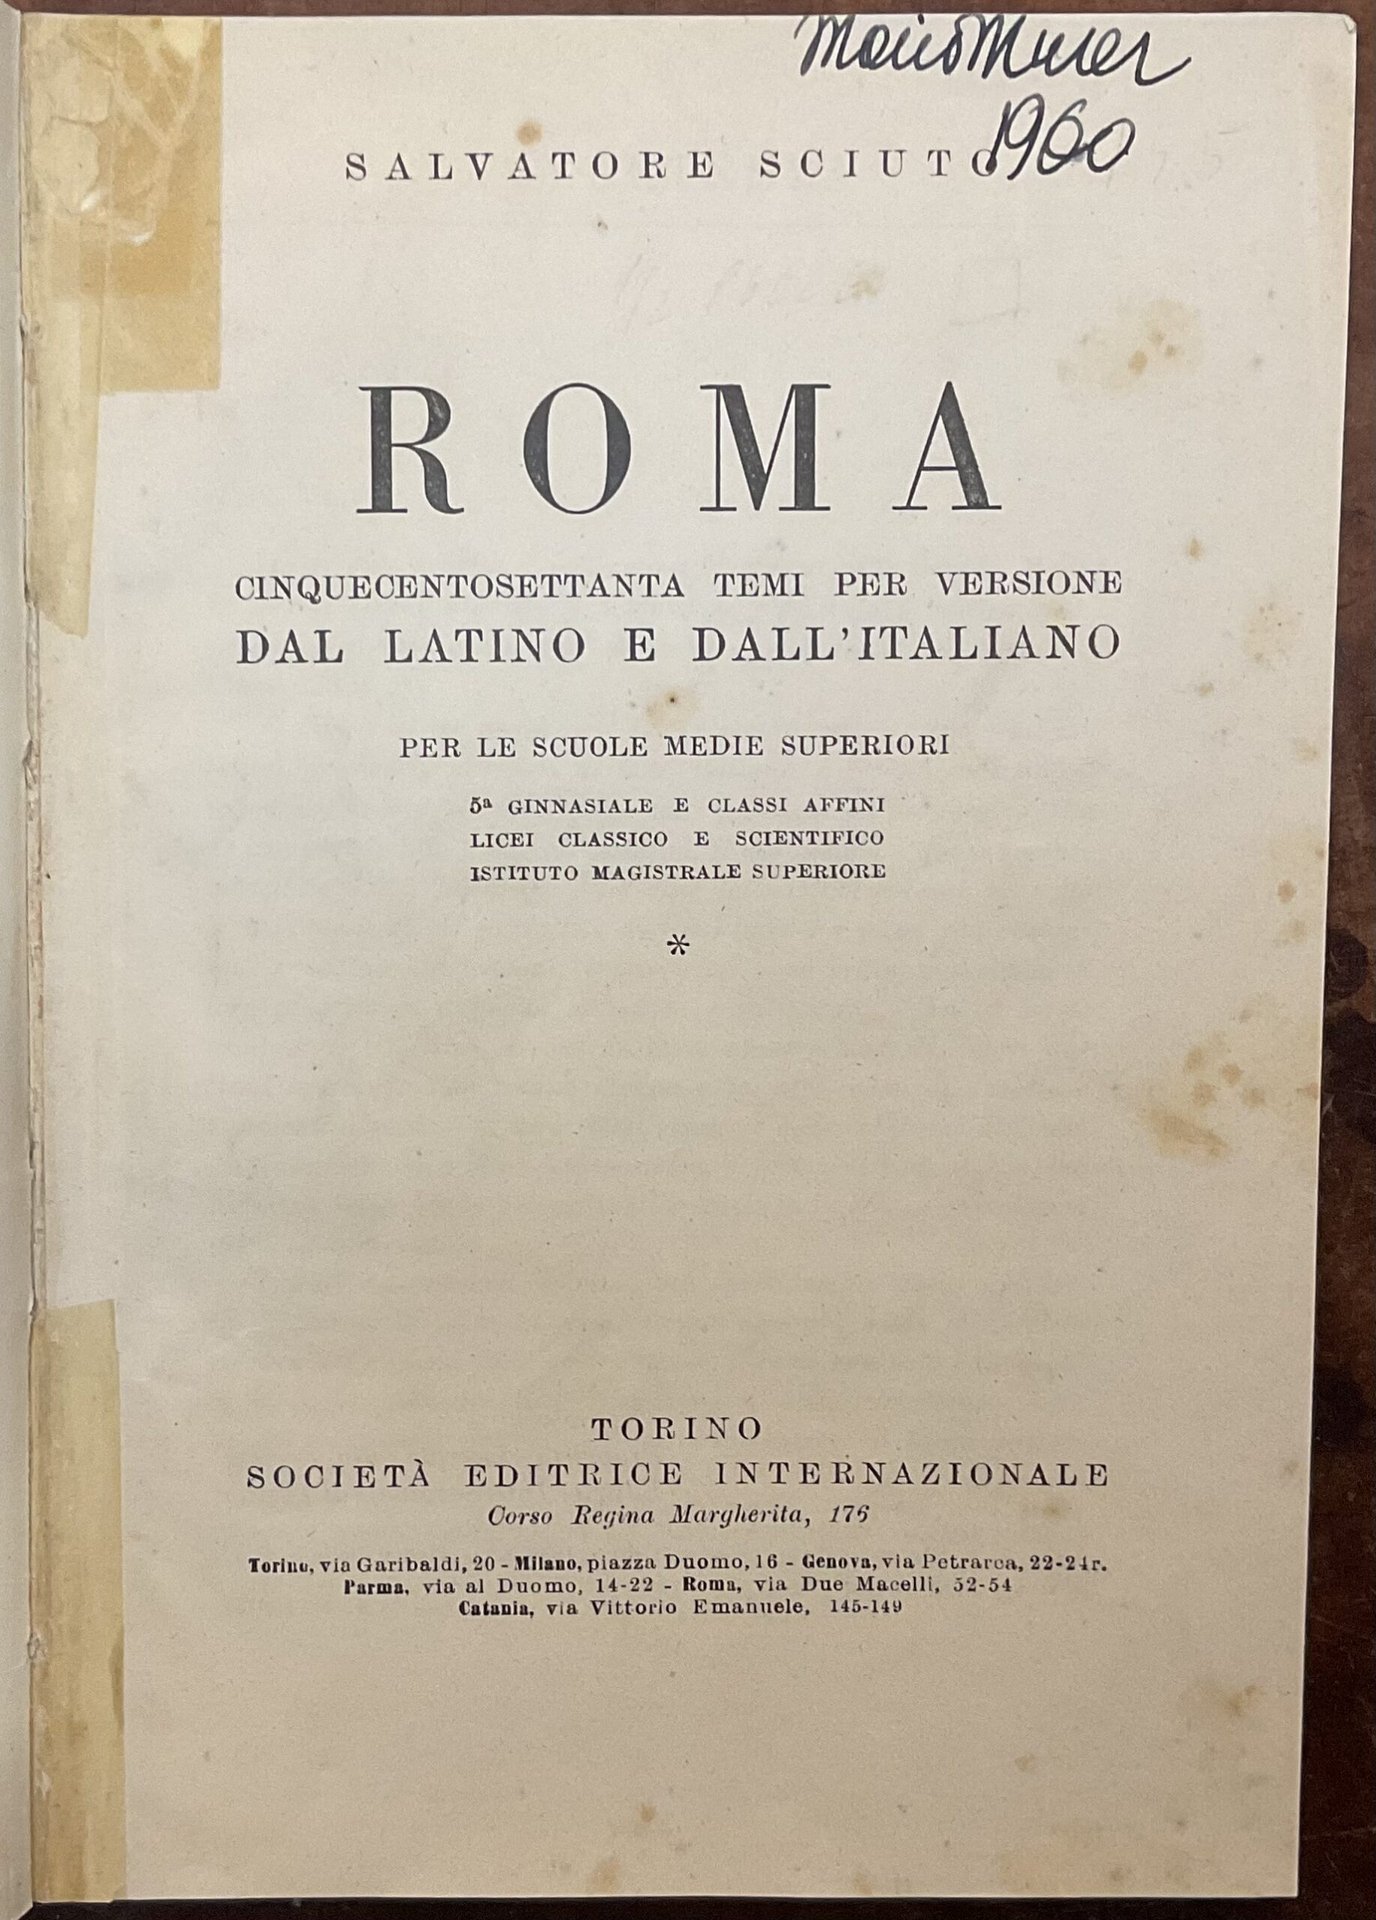 1960
SALVATORE SCIUTO
ROMA
CINQUECENTOSETTANTA TEMI PER VERSIONE
DAL LATINO E DALL'ITALIANO
PER LE SCUOLE MEDIE SUPERIORI
5ª GINNASIALE E CLASSI AFFINI
LICEI CLASSICO E SCIENTIFICO
ISTITUTO MAGISTRALE SUPERIORE
*
TORINO
SOCIETÀ EDITRICE INTERNAZIONALE
Corso Regina Margherita, 176
Torino, via Garibaldi, 20 - Milano, piazza Duomo, 16 - Genova, via Petrarca, 22-24r.
Parma, via al Duomo, 14-22 - Roma, via Due Macelli, 52-54
Catania, via Vittorio Emanuele, 145-149